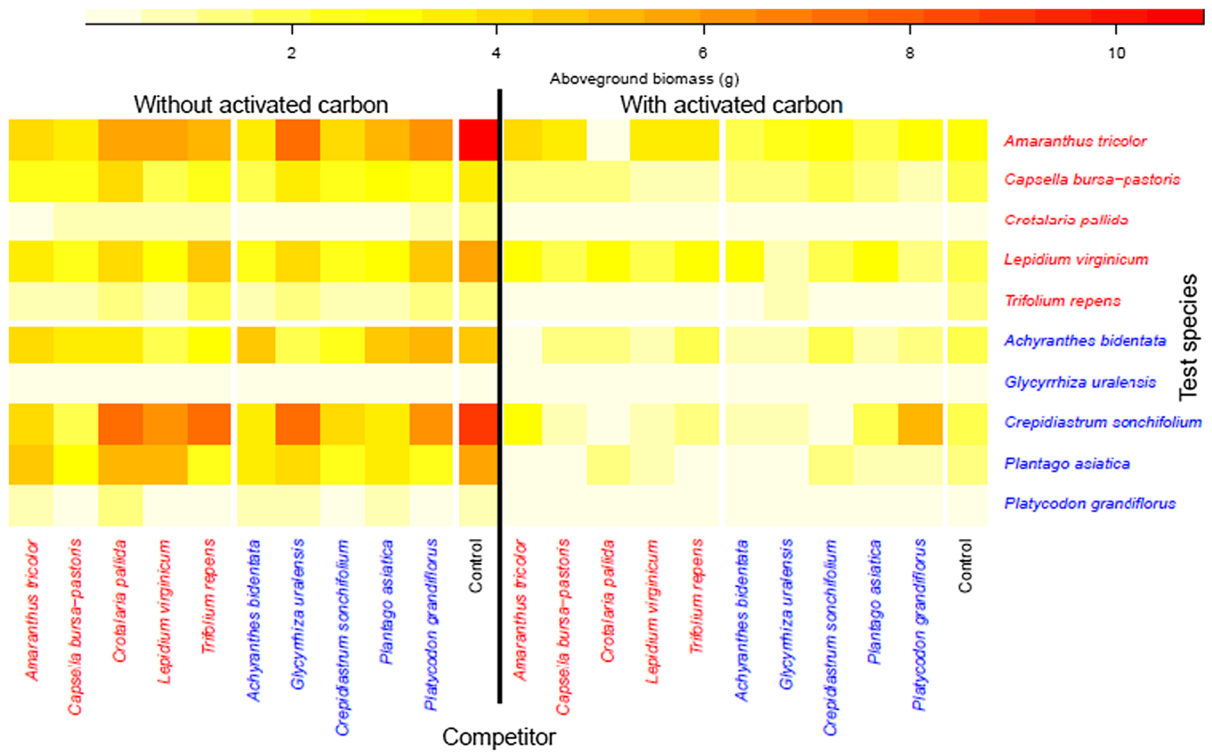 2 4 6 8 10
Aboveground biomass (g)
Without activated carbon
With activated carbon
Amaranthus tricolor
Capsella bursa-pastoris
Crotalaria pallida
Lepidium virginicum
Trifolium repens
Achyranthes bidentata
Glycyrrhiza uralensis
Crepidiastrum sonchifolium
Plantago asiatica
Platycodon grandiflorus
Test species
Amaranthus tricolor
Capsella bursa-pastoris
Crotalaria pallida
Lepidium virginicum
Trifolium repens
Achyranthes bidentata
Glycyrrhiza uralensis
Crepidiastrum sonchifolium
Plantago asiatica
Platycodon grandiflorus
Control
Amaranthus tricolor
Capsella bursa-pastoris
Crotalaria pallida
Lepidium virginicum
Trifolium repens
Achyranthes bidentata
Glycyrrhiza uralensis
Crepidiastrum sonchifolium
Plantago asiatica
Platycodon grandiflorus
Control
Competitor